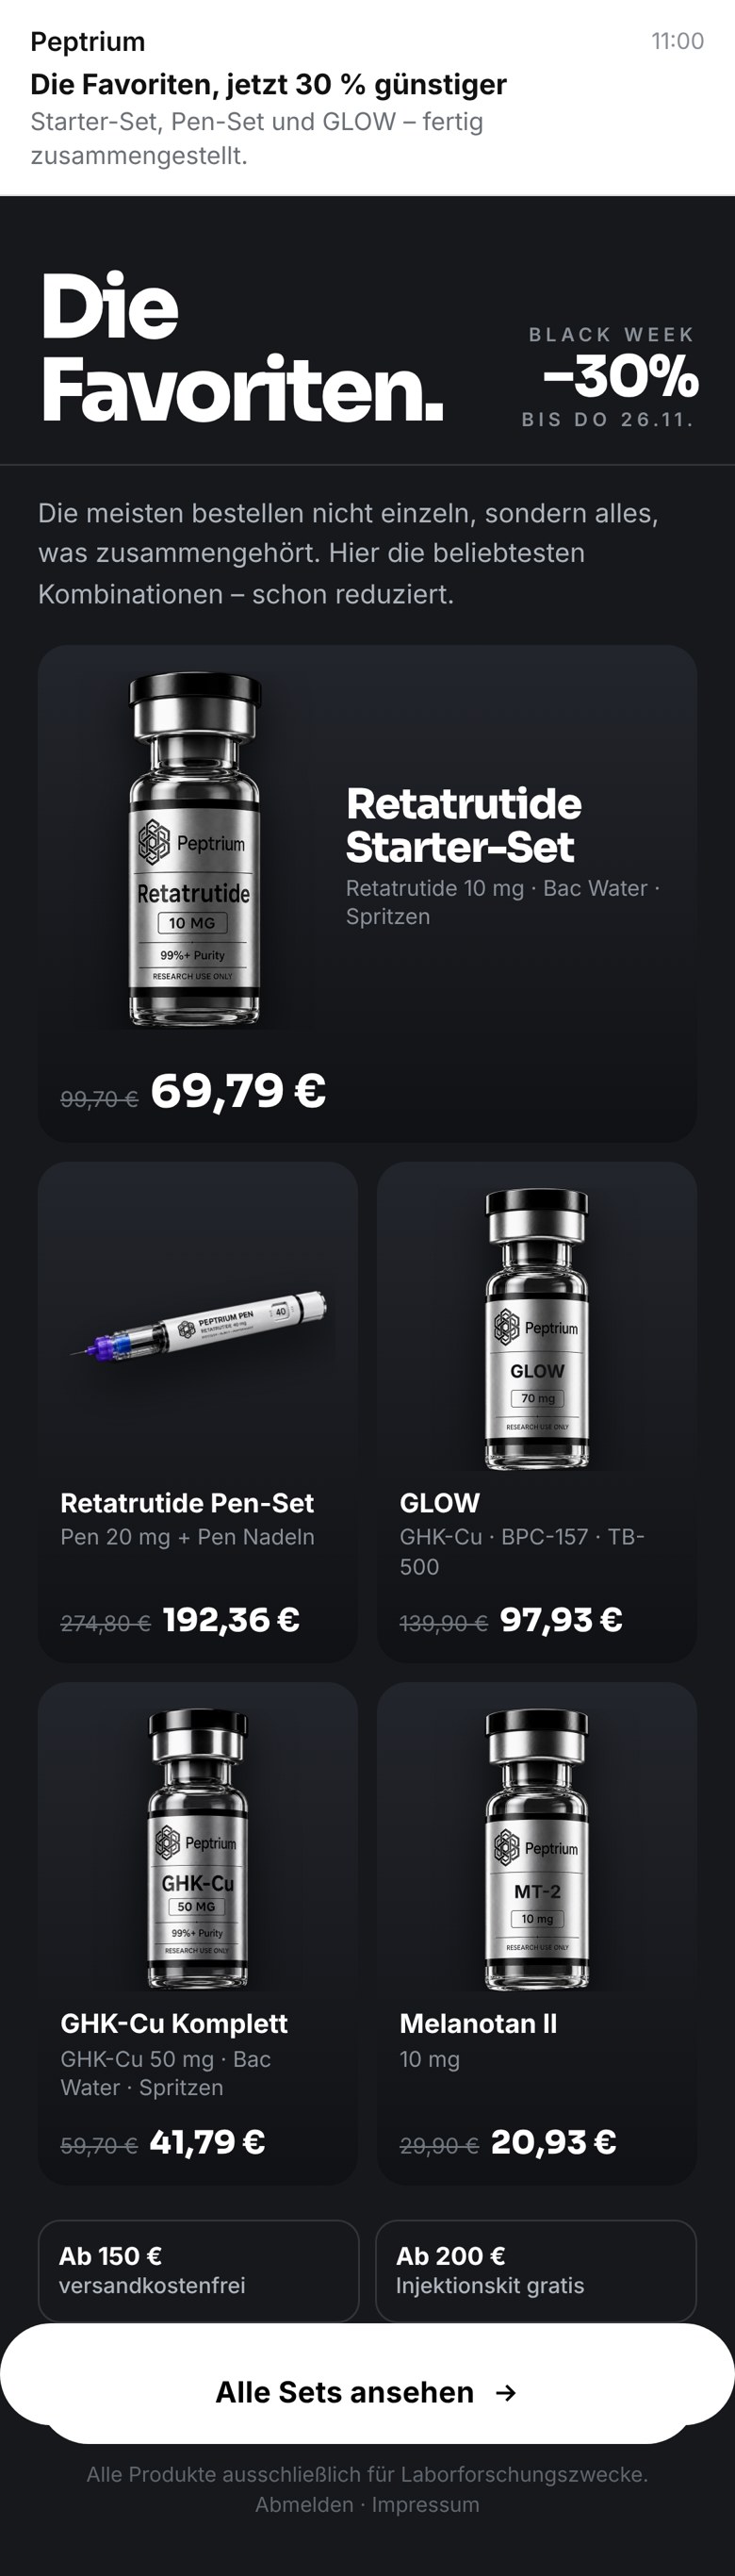 Peptrium
11:00
Die Favoriten, jetzt 30 % günstiger
Starter-Set, Pen-Set und GLOW – fertig
zusammengestellt.
Die
Favoriten.
BLACK WEEK
–30%
BIS DO 26.11.
Die meisten bestellen nicht einzeln, sondern alles,
was zusammengehört. Hier die beliebtesten
Kombinationen – schon reduziert.
Peptrium
Retatrutide
10 MG
99%+ Purity
RESEARCH USE ONLY
Retatrutide
Starter-Set
Retatrutide 10 mg · Bac Water ·
Spritzen
99,70 € 69,79 €
PEPTRIUM PEN
RETATRUTIDE 40 mg
40
Retatrutide Pen-Set
Pen 20 mg + Pen Nadeln
274,80 € 192,36 €
Peptrium
GLOW
70 mg
RESEARCH USE ONLY
GLOW
GHK-Cu · BPC-157 · TB-
500
139,90 € 97,93 €
Peptrium
GHK-Cu
50 MG
99%+ Purity
RESEARCH USE ONLY
GHK-Cu Komplett
GHK-Cu 50 mg · Bac
Water · Spritzen
59,70 € 41,79 €
Peptrium
MT-2
10 mg
RESEARCH USE ONLY
Melanotan II
10 mg
29,90 € 20,93 €
Ab 150 €
versandkostenfrei
Ab 200 €
Injektionskit gratis
Alle Sets ansehen →
Alle Produkte ausschließlich für Laborforschungszwecke.
Abmelden · Impressum